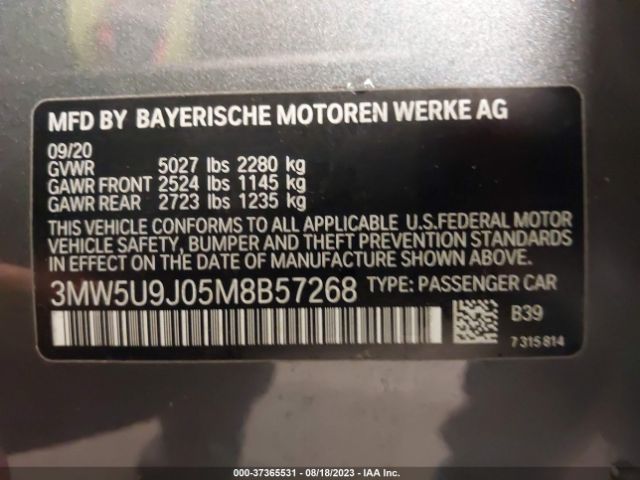 MFD BY BAYERISCHE MOTOREN WERKE AG
09/20
GVWR 5027 lbs 2280 kg
GAWR FRONT 2524 lbs 1145 kg
GAWR REAR 2723 lbs 1235 kg
THIS VEHICLE CONFORMS TO ALL APPLICABLE U.S.FEDERAL MOTOR
VEHICLE SAFETY, BUMPER AND THEFT PREVENTION STANDARDS
IN EFFECT ON THE DATE OF MANUFACTURE SHOWN ABOVE.
3MW5U9J05M8B57268 TYPE: PASSENGER CAR
B39
7315814
000-37365531 - 08/18/2023 - IAA Inc.